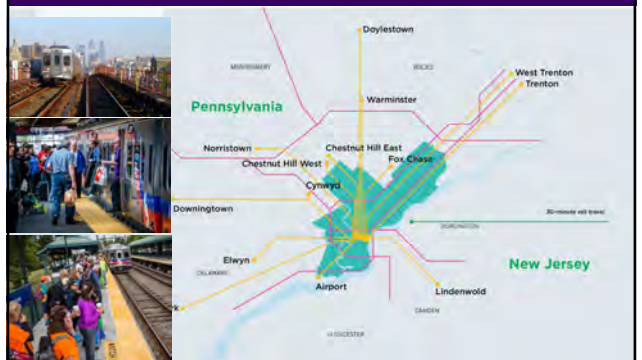 Doylestown
MONTGOMERY
BUCKS
West Trenton
Trenton
Pennsylvania
Warminster
Norristown
Chestnut Hill East
Chestnut Hill West
Fox Chase
Cynwyd
Downingtown
30-minute rail travel
BURLINGTON
Elwyn
New Jersey
DELAWARE
Airport
Lindenwold
rk
CAMDEN
GLOUCESTER